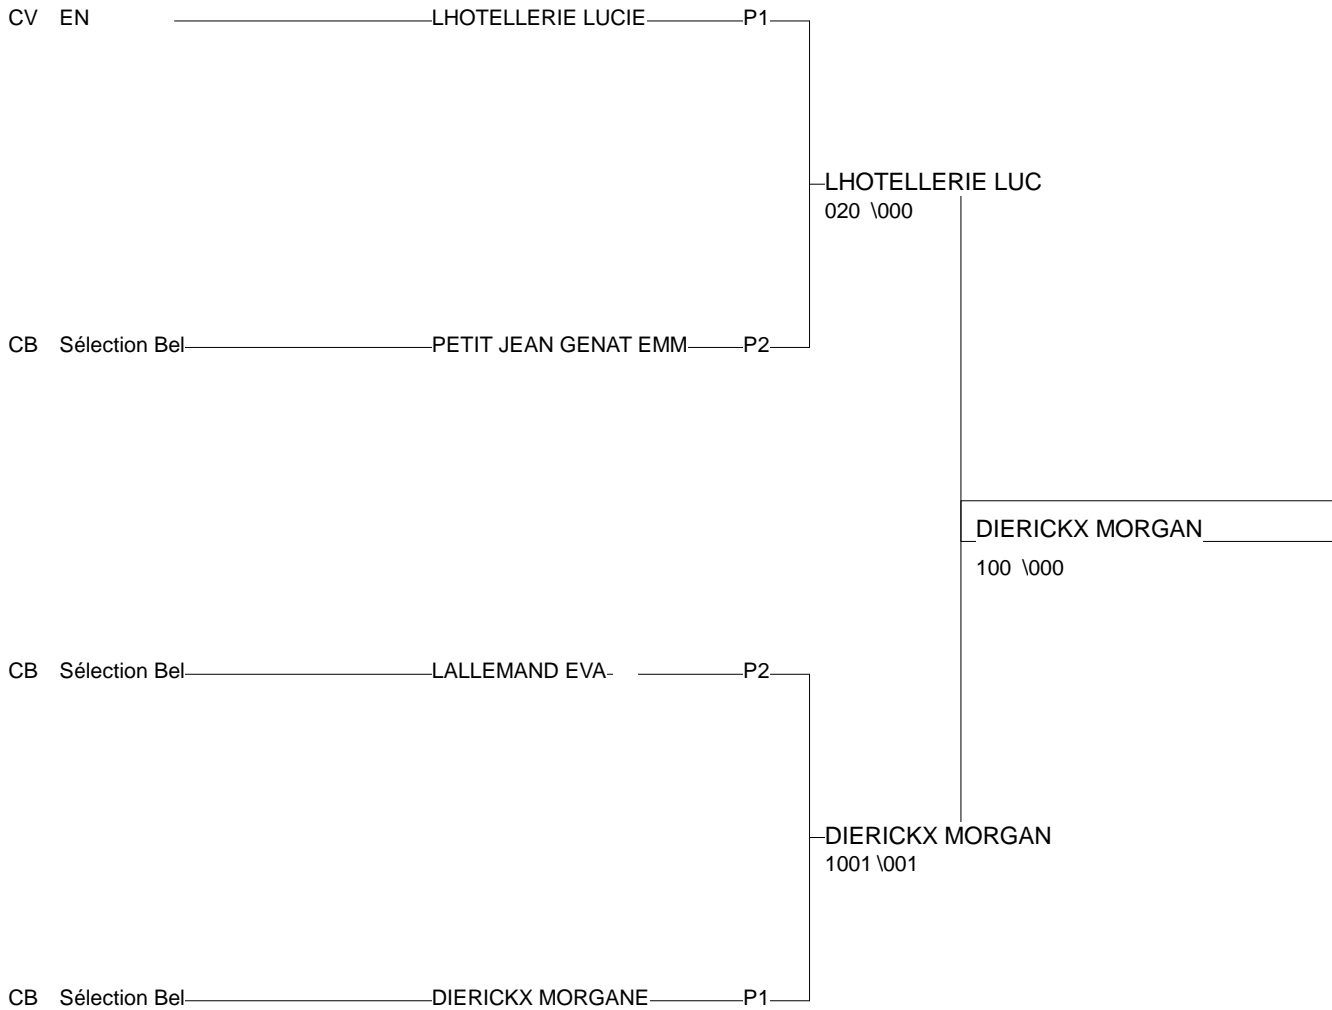 CV EN LHOTELLERIE LUCIE P1
LHOTELLERIE LUC
020 \000
CB Sélection Bel PETIT JEAN GENAT EMM P2
DIERICKX MORGAN
100 \000
CB Sélection Bel LALLEMAND EVA P2
DIERICKX MORGAN
1001 \001
CB Sélection Bel DIERICKX MORGANE P1